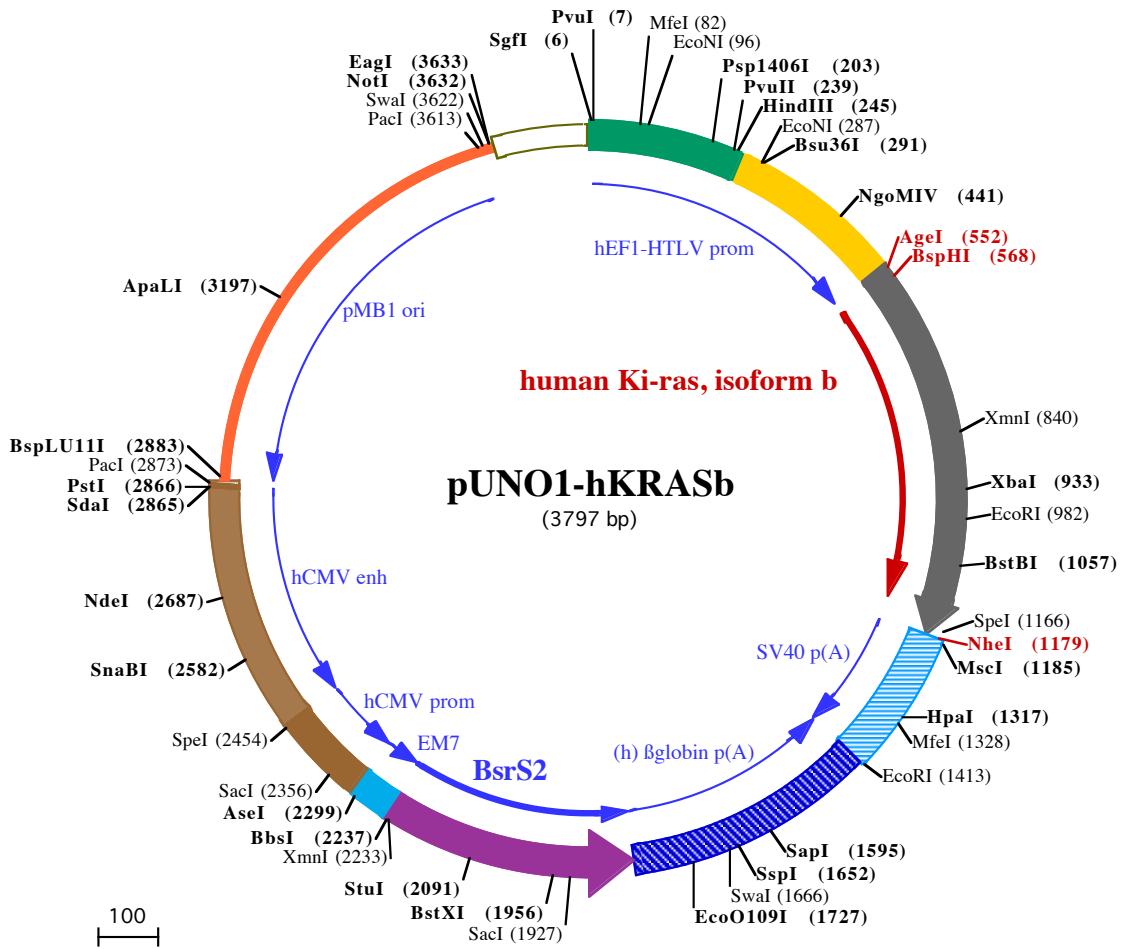 PvuI (7)
SgfI (6)
MfeI (82)
EcoNI (96)
Psp1406I (203)
PvuII (239)
HindIII (245)
EcoNI (287)
Bsu36I (291)
NgoMIV (441)
AgeI (552)
BspHI (568)
XmnI (840)
XbaI (933)
EcoRI (982)
BstBI (1057)
SpeI (1166)
NheI (1179)
MscI (1185)
HpaI (1317)
MfeI (1328)
EcoRI (1413)
SapI (1595)
SspI (1652)
SwaI (1666)
EcoO109I (1727)
SacI (1927)
BstXI (1956)
StuI (2091)
XmnI (2233)
BbsI (2237)
AseI (2299)
SacI (2356)
SpeI (2454)
SnaBI (2582)
NdeI (2687)
SdaI (2865)
PstI (2866)
PacI (2873)
BspLU11I (2883)
ApaLI (3197)
PacI (3613)
SwaI (3622)
NotI (3632)
EagI (3633)
hEF1-HTLV prom
pMB1 ori
human Ki-ras, isoform b
pUNO1-hKRASb
(3797 bp)
hCMV enh
SV40 p(A)
hCMV prom
EM7
BsrS2
(h) ßglobin p(A)
100